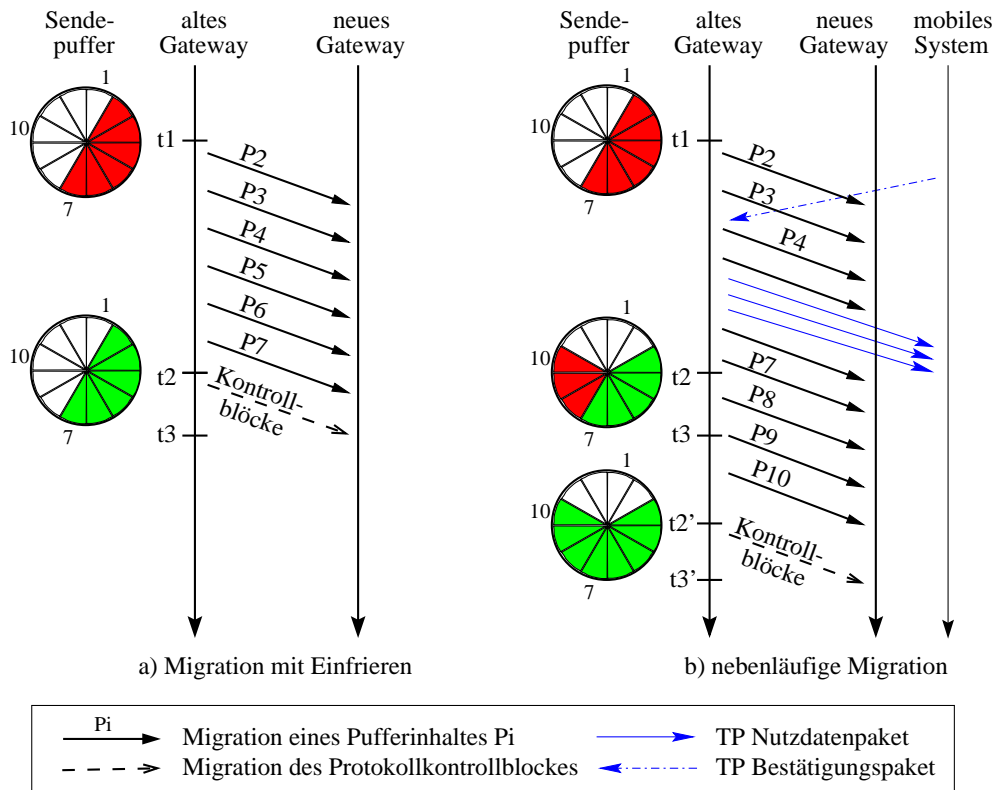 Sende-
puffer
altes
Gateway
neues
Gateway
1
10
7
t1
P2
P3
P4
P5
P6
P7
1
10
7
t2
Kontroll-
blöcke
t3
a) Migration mit Einfrieren
Sende-
puffer
altes
Gateway
neues
Gateway
mobiles
System
1
10
7
t1
P2
P3
P4
1
10
7
t2
P7
P8
t3
P9
P10
1
10
7
t2'
Kontroll-
blöcke
t3'
b) nebenläufige Migration
Pi
Migration eines Pufferinhaltes Pi
Migration des Protokollkontrollblockes
TP Nutzdatenpaket
TP Bestätigungspaket